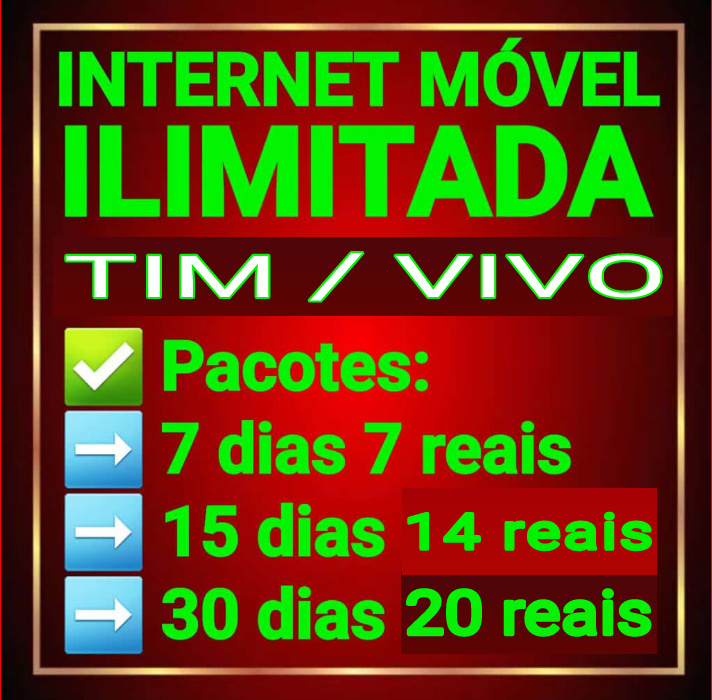 INTERNET MÓVEL
ILIMITADA
TIM / VIVO
Pacotes:
7 dias 7 reais
15 dias 14 reais
30 dias 20 reais